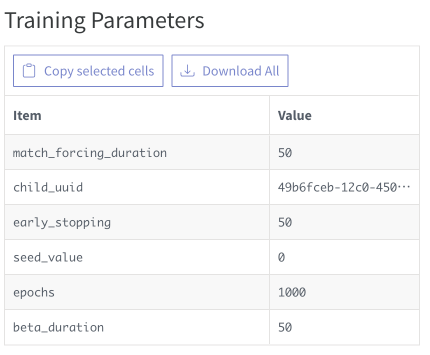 Training Parameters
Copy selected cells Download All
Item Value
match_forcing_duration 50
child_uuid 49b6fceb-12c0-450···
early_stopping 50
seed_value 0
epochs 1000
beta_duration 50